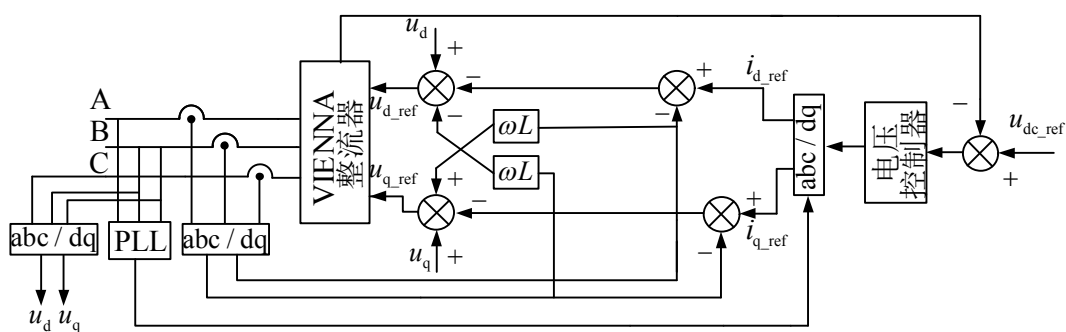 u_d
+
−
A
B
C
VIENNA
整流器
u_d_ref
−
−
u_q_ref
+
−
u_q
+
ωL
ωL
+
−
i_d_ref
+
−
i_q_ref
abc / dq
电压
控制器
−
u_dc_ref
+
abc / dq
PLL
abc / dq
u_d
u_q